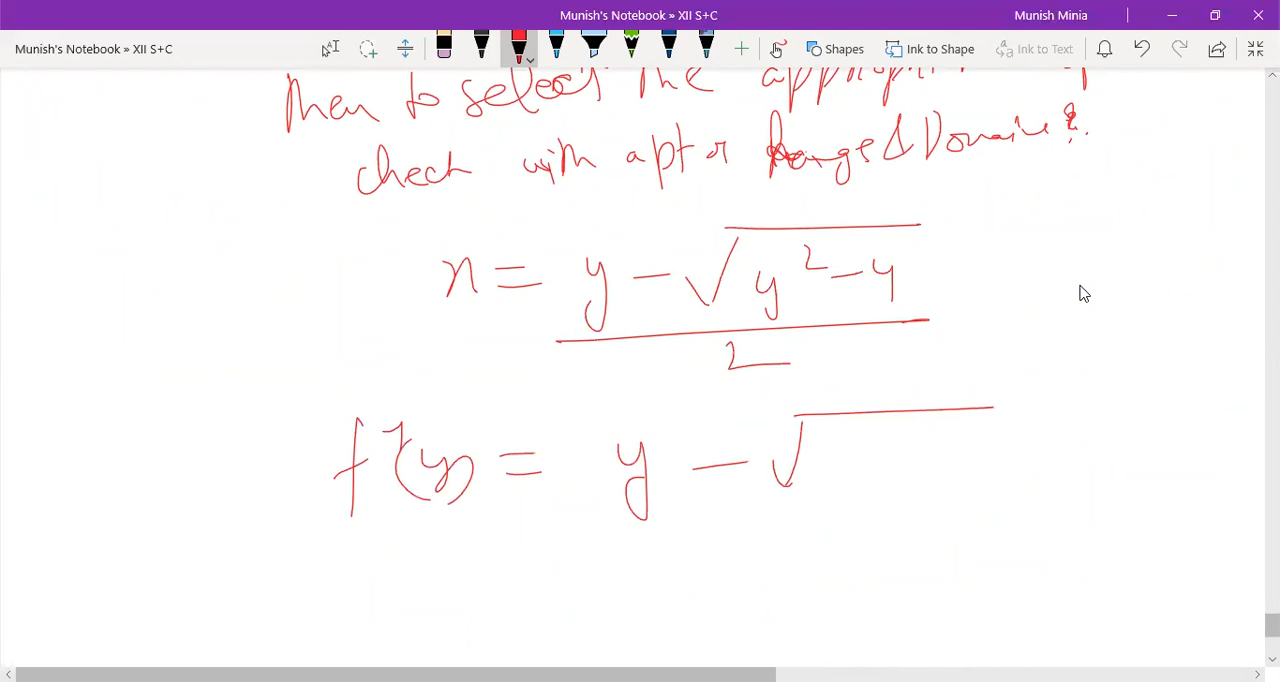 Munish's Notebook » XII S+C
Munish Minia
Munish's Notebook » XII S+C
Shapes
Ink to Shape
Ink to Text
Then to select the
check with apt or Range & Domain &.
x = y - √(y² - 4)
2
f⁻¹(y) = y - √